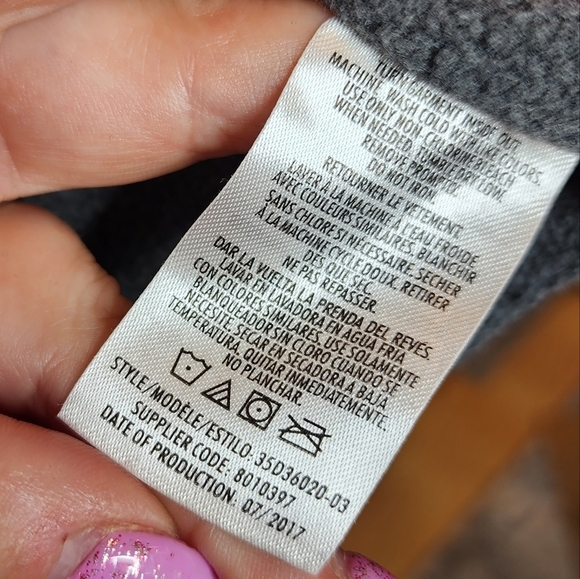 TURN GARMENT INSIDE OUT.
MACHINE WASH COLD WITH LIKE COLORS.
USE ONLY NON-CHLORINE BLEACH
WHEN NEEDED. TUMBLE DRY LOW.
REMOVE PROMPTLY.
DO NOT IRON.
RETOURNER LE VETEMENT.
LAVER À LA MACHINE À L'EAU FROIDE
AVEC COULEURS SIMILAIRES, BLANCHIR
SANS CHLORE SI NÉCESSAIRE. SÉCHER
À LA MACHINE CYCLE DOUX. RETIRER
DÈS QUE SEC.
NE PAS REPASSER.
DAR LA VUELTA LA PRENDA DEL REVES.
LAVAR EN LAVADORA EN AGUA FRIA
CON COLORES SIMILARES. USE SOLAMENTE
BLANQUEADOR SIN CLORO CUANDO SE
NECESITE. SECAR EN SECADORA A BAJA
TEMPERATURA, QUITAR IMMEDIATEMENTE.
NO PLANCHAR.
STYLE/MODÈLE/ESTILO: 35D36020-03
SUPPLIER CODE: 8010397
DATE OF PRODUCTION: 07/2017